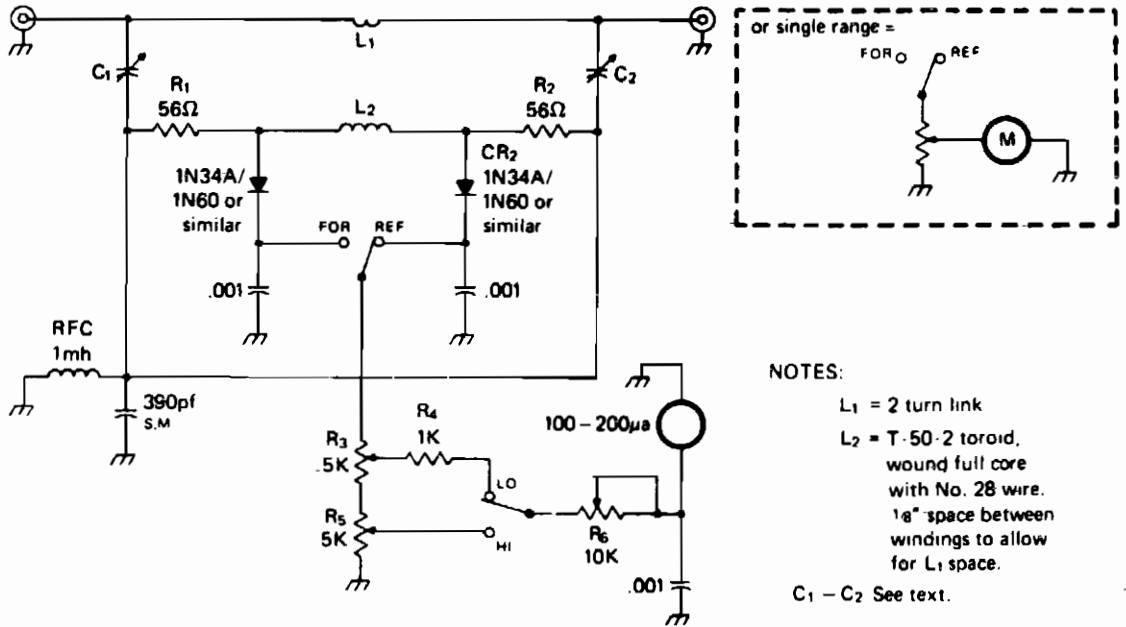 L1
C1
C2
R1
56Ω
L2
R2
56Ω
1N34A/
1N60 or
similar
CR2
1N34A/
1N60 or
similar
FOR
REF
.001
.001
RFC
1mh
390pf
S.M
R3
.5K
R4
1K
LO
R5
5K
HI
R6
10K
100-200µa
.001
or single range =
FOR
REF
M
NOTES:
L1 = 2 turn link
L2 = T-50-2 toroid,
wound full core
with No. 28 wire.
1/8" space between
windings to allow
for L1 space.
C1 – C2 See text.